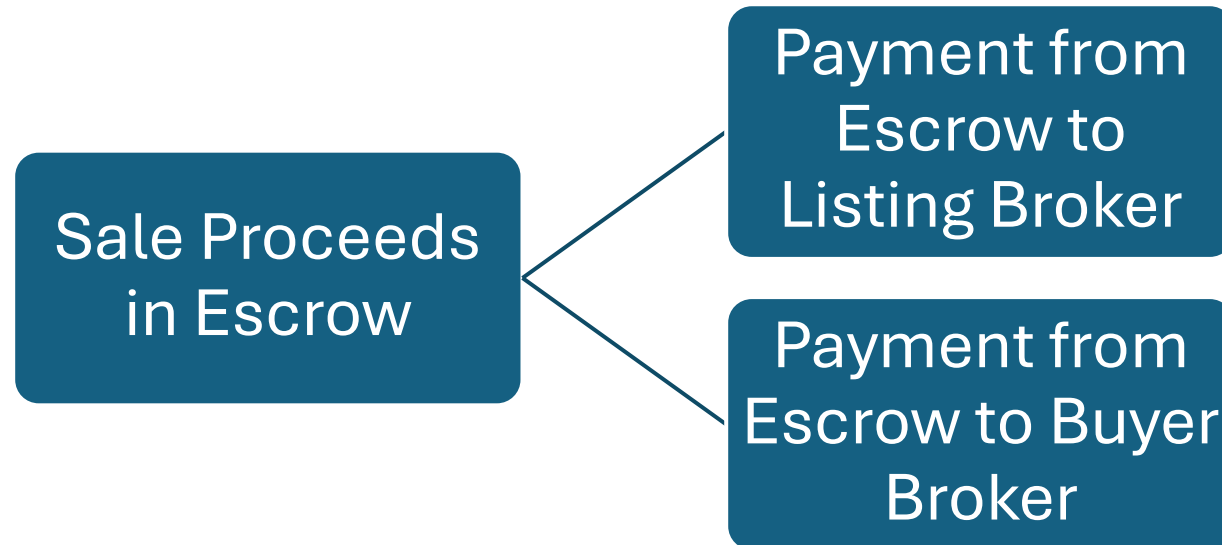 Sale Proceeds
in Escrow
Payment from
Escrow to
Listing Broker
Payment from
Escrow to Buyer
Broker